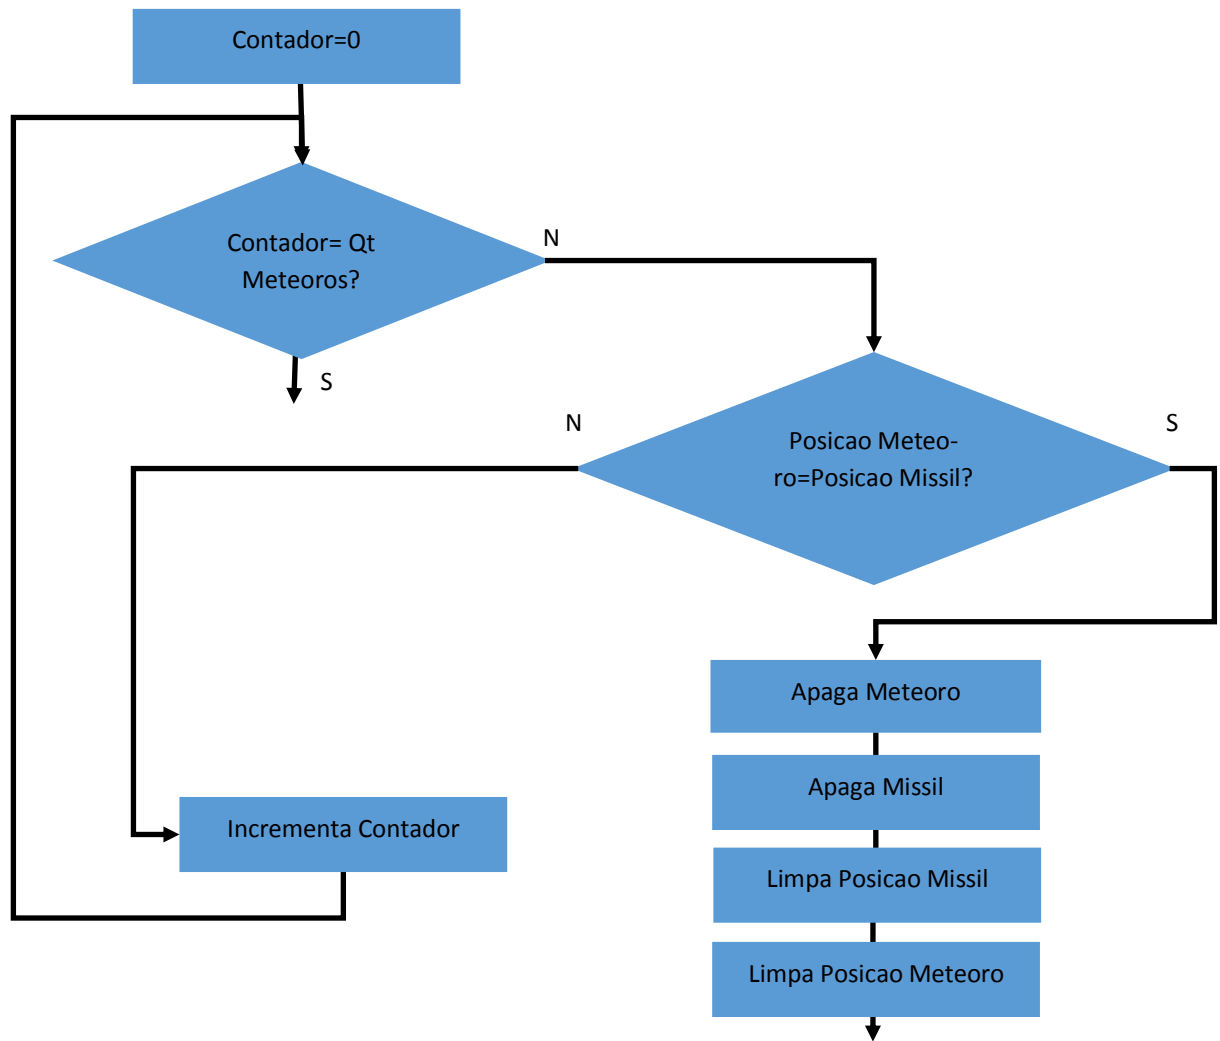 Contador=0
Contador= Qt
Meteoros?
N
S
N
Posicao Meteo-
ro=Posicao Missil?
S
Apaga Meteoro
Apaga Missil
Incrementa Contador
Limpa Posicao Missil
Limpa Posicao Meteoro